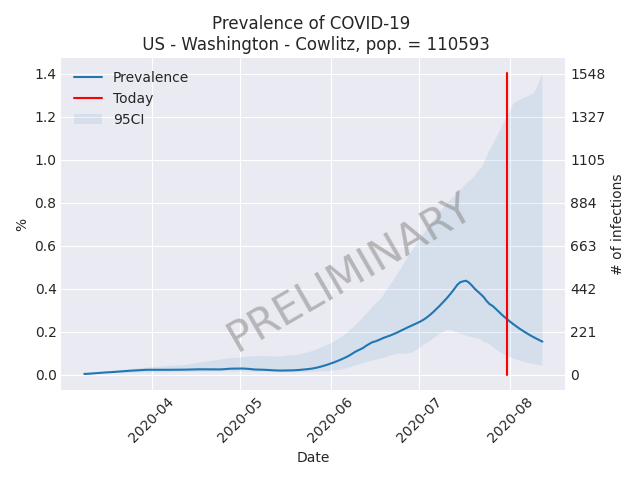 Prevalence of COVID-19
US - Washington - Cowlitz, pop. = 110593
Prevalence
Today
95CI
1.4
1.2
1.0
0.8
0.6
0.4
0.2
0.0
%
1548
1327
1105
884
663
442
221
0
# of infections
PRELIMINARY
2020-04
2020-05
2020-06
2020-07
2020-08
Date